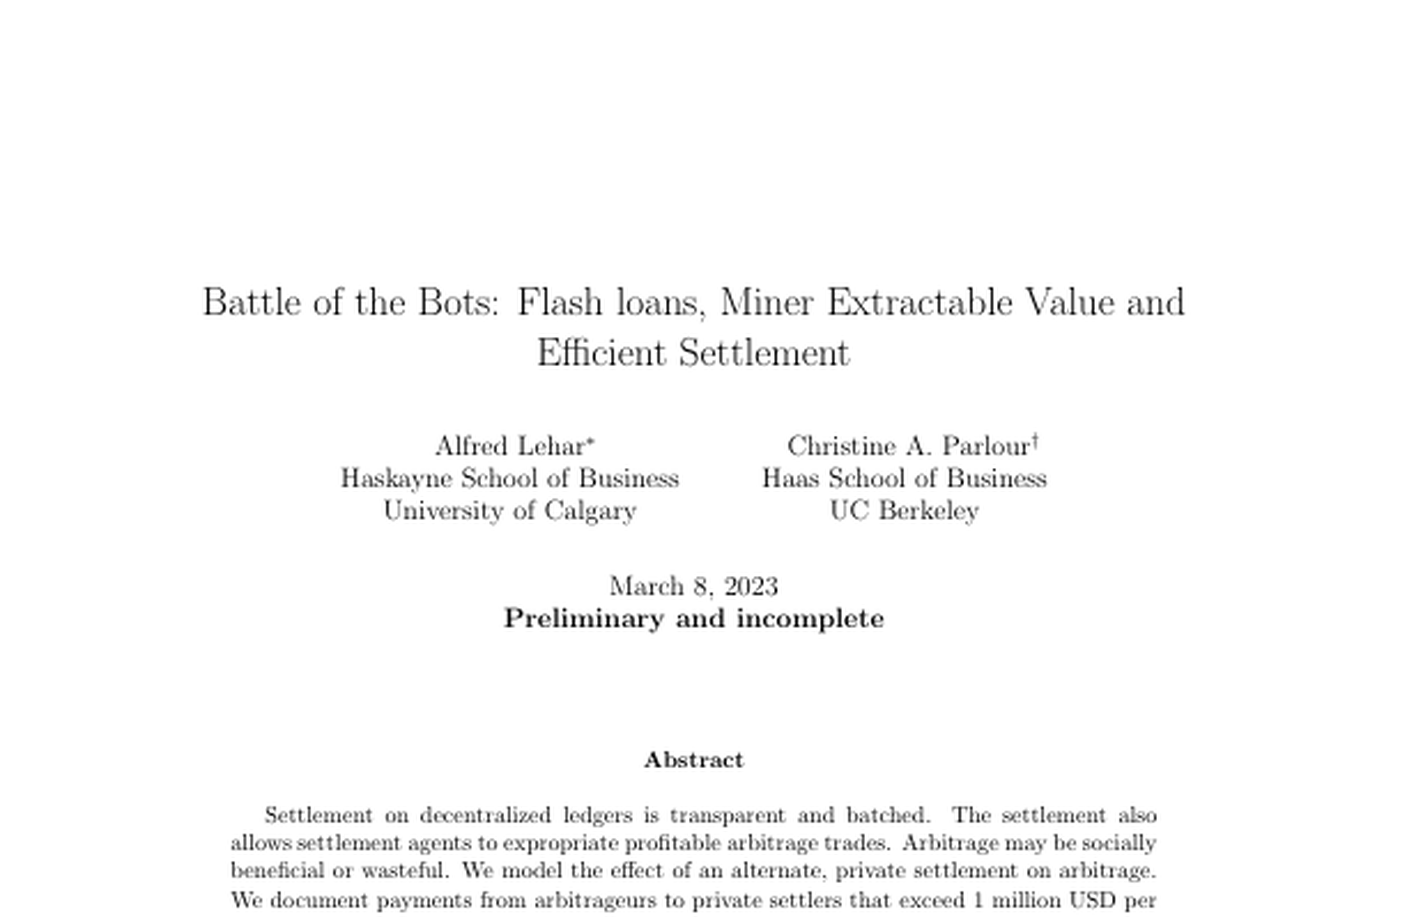 Battle of the Bots: Flash loans, Miner Extractable Value and
Efficient Settlement
Alfred Lehar*
Haskayne School of Business
University of Calgary
Christine A. Parlour†
Haas School of Business
UC Berkeley
March 8, 2023
Preliminary and incomplete
Abstract
Settlement on decentralized ledgers is transparent and batched. The settlement also
allows settlement agents to expropriate profitable arbitrage trades. Arbitrage may be socially
beneficial or wasteful. We model the effect of an alternate, private settlement on arbitrage.
We document payments from arbitrageurs to private settlers that exceed 1 million USD per